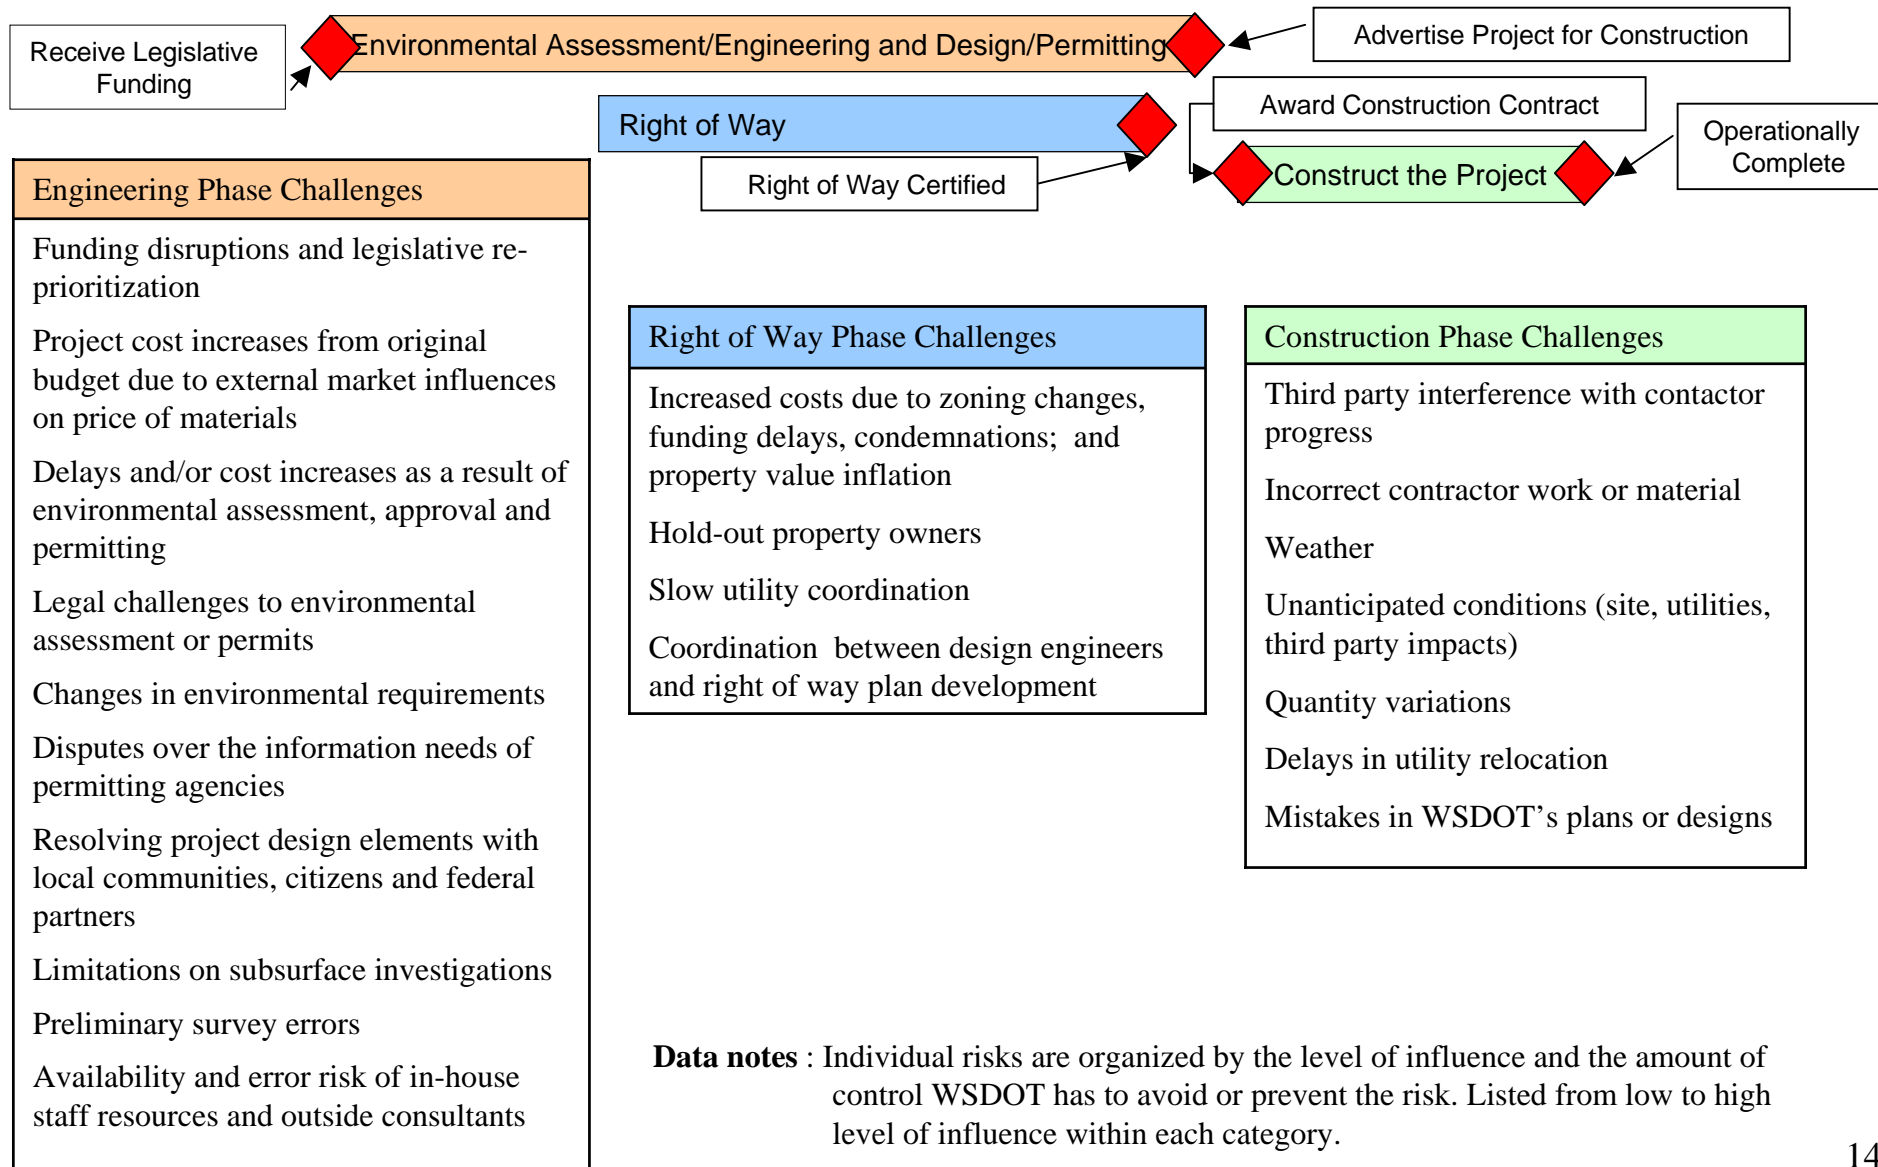 Receive Legislative
Funding
Environmental Assessment/Engineering and Design/Permitting
Advertise Project for Construction
Right of Way
Award Construction Contract
Operationally
Complete
Right of Way Certified
Construct the Project
Engineering Phase Challenges
Funding disruptions and legislative re-
prioritization
Project cost increases from original
budget due to external market influences
on price of materials
Delays and/or cost increases as a result of
environmental assessment, approval and
permitting
Legal challenges to environmental
assessment or permits
Changes in environmental requirements
Disputes over the information needs of
permitting agencies
Resolving project design elements with
local communities, citizens and federal
partners
Limitations on subsurface investigations
Preliminary survey errors
Availability and error risk of in-house
staff resources and outside consultants
Right of Way Phase Challenges
Increased costs due to zoning changes,
funding delays, condemnations;  and
property value inflation
Hold-out property owners
Slow utility coordination
Coordination  between design engineers
and right of way plan development
Construction Phase Challenges
Third party interference with contactor
progress
Incorrect contractor work or material
Weather
Unanticipated conditions (site, utilities,
third party impacts)
Quantity variations
Delays in utility relocation
Mistakes in WSDOT’s plans or designs
Data notes : Individual risks are organized by the level of influence and the amount of
control WSDOT has to avoid or prevent the risk. Listed from low to high
level of influence within each category.
14